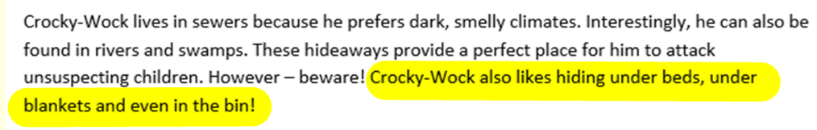 Crocky-Wock lives in sewers because he prefers dark, smelly climates. Interestingly, he can also be
found in rivers and swamps. These hideaways provide a perfect place for him to attack
unsuspecting children. However – beware! Crocky-Wock also likes hiding under beds, under
blankets and even in the bin!